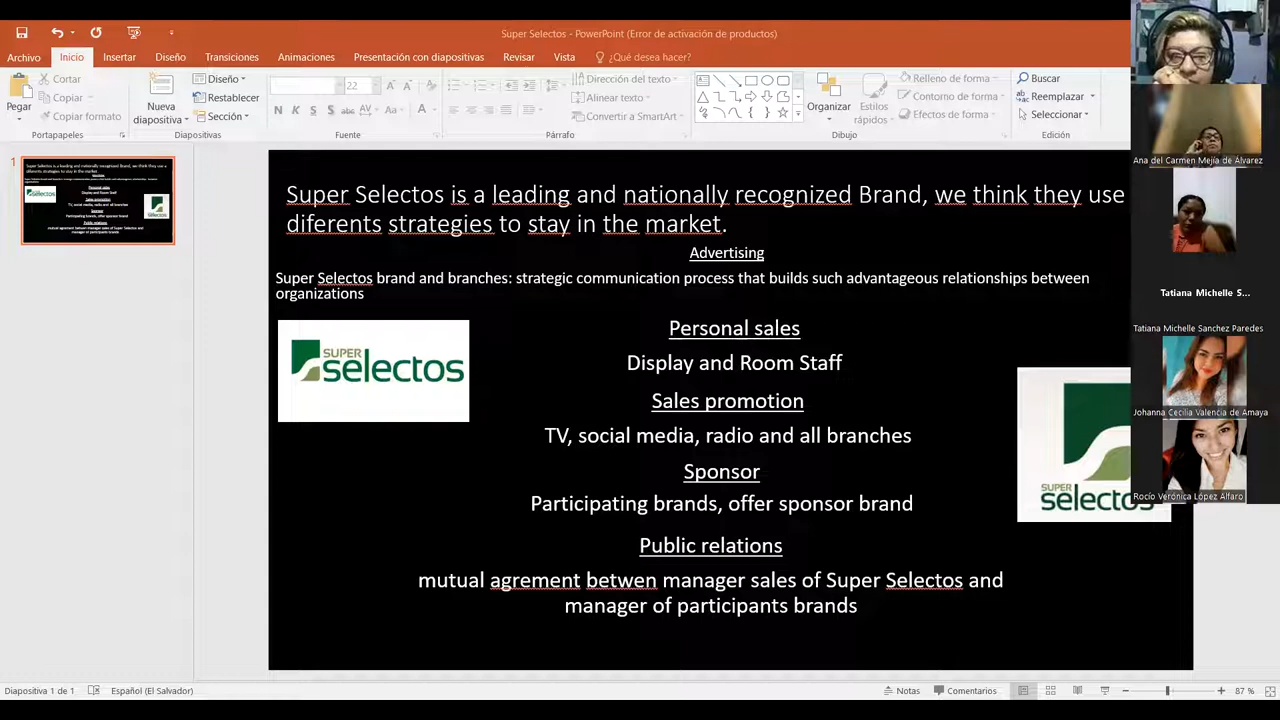 Super Selectos - PowerPoint (Error de activación de productos)
Archivo Inicio Insertar Diseño Transiciones Animaciones Presentación con diapositivas Revisar Vista ¿Qué desea hacer?
Pegar
Cortar
Copiar
Copiar formato
Portapapeles
Nueva
diapositiva
Diseño
Restablecer
Sección
Diapositivas
22
N K S S abc AV Aa A
Fuente
Dirección del texto
Alinear texto
Convertir a SmartArt
Párrafo
Organizar
Estilos
rápidos
Relleno de forma
Contorno de forma
Efectos de forma
Dibujo
Buscar
Reemplazar
Seleccionar
Edición
1
Super Selectos is a leading and nationally recognized Brand, we think they use
diferents strategies to stay in the market.
Advertising
Super Selectos brand and branches: strategic communication process that builds such advantageous relationships between
organizations
SUPER
selectos
Personal sales
Display and Room Staff
Sales promotion
TV, social media, radio and all branches
Sponsor
Participating brands, offer sponsor brand
Public relations
mutual agrement betwen manager sales of Super Selectos and
manager of participants brands
SUPER
selectos
Ana del Carmen Mejía de Álvarez
Tatiana Michelle S...
Tatiana Michelle Sanchez Paredes
Johanna Cecilia Valencia de Amaya
Rocío Verónica López Alfaro
Diapositiva 1 de 1 Español (El Salvador) Notas Comentarios 87 %